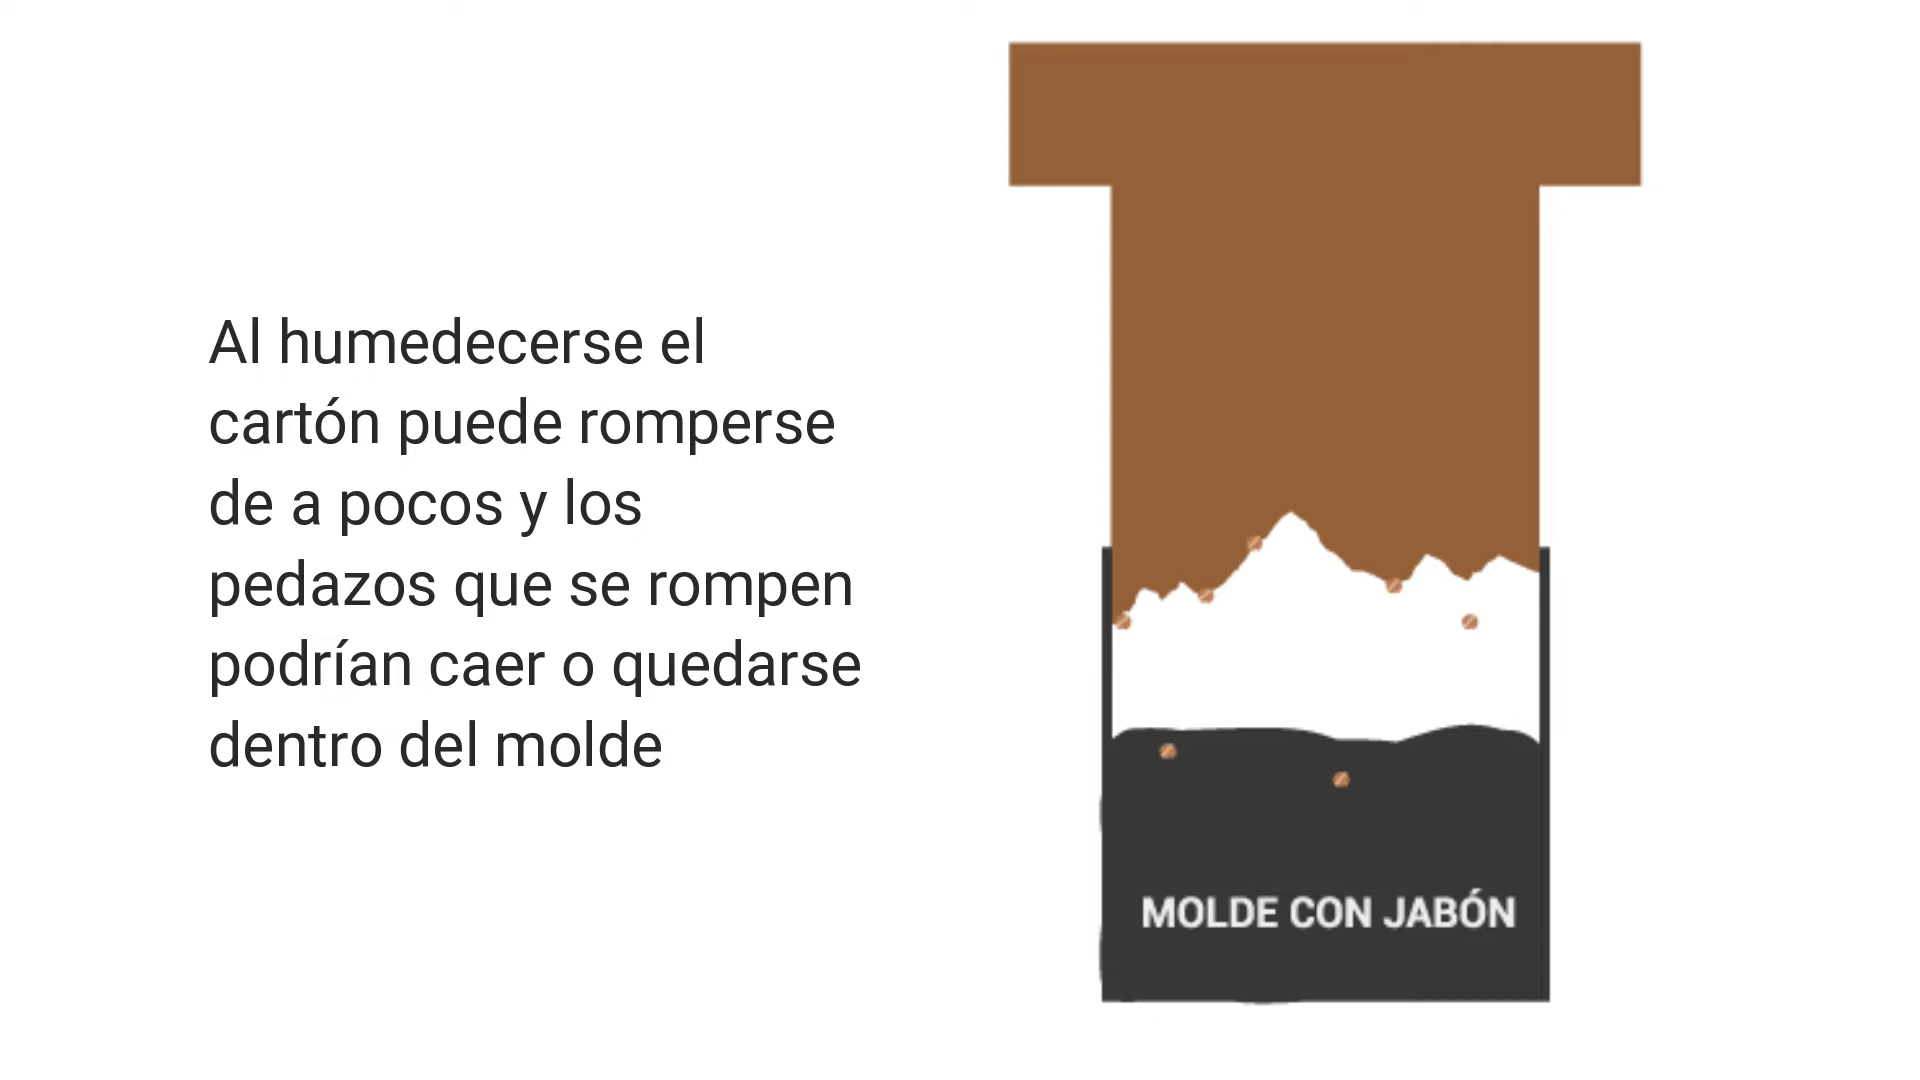 Al humedecerse el
cartón puede romperse
de a pocos y los
pedazos que se rompen
podrían caer o quedarse
dentro del molde
MOLDE CON JABÓN